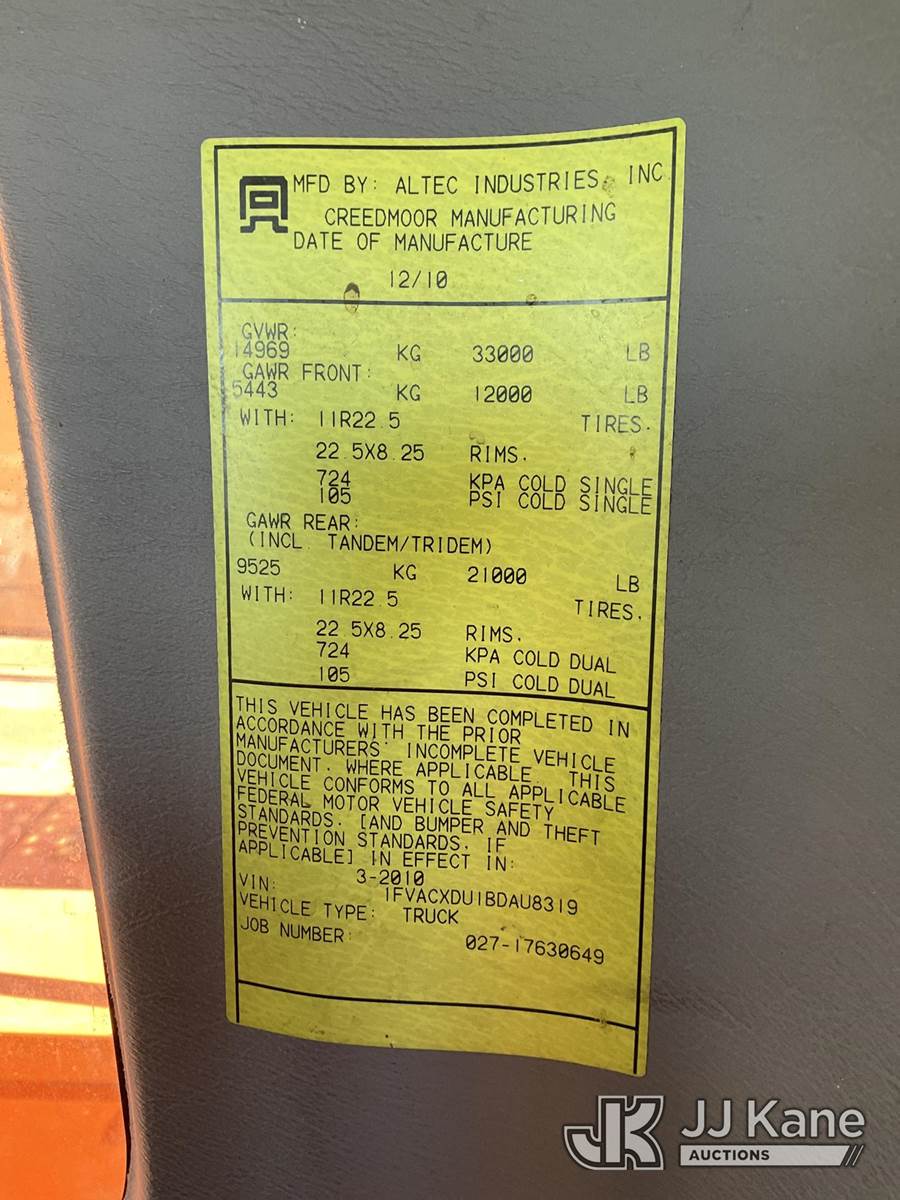 MFD BY: ALTEC INDUSTRIES, INC.
CREEDMOOR MANUFACTURING
DATE OF MANUFACTURE
12/10
GVWR:
14969 KG 33000 LB
GAWR FRONT:
5443 KG 12000 LB
WITH: 11R22.5 TIRES.
22.5X8.25 RIMS.
724 KPA COLD SINGLE
105 PSI COLD SINGLE
GAWR REAR:
(INCL. TANDEM/TRIDEM)
9525 KG 21000 LB
WITH: 11R22.5 TIRES.
22.5X8.25 RIMS.
724 KPA COLD DUAL
105 PSI COLD DUAL
THIS VEHICLE HAS BEEN COMPLETED IN
ACCORDANCE WITH THE PRIOR
MANUFACTURERS' INCOMPLETE VEHICLE
DOCUMENT. WHERE APPLICABLE. THIS
VEHICLE CONFORMS TO ALL APPLICABLE
FEDERAL MOTOR VEHICLE SAFETY
STANDARDS. [AND BUMPER AND THEFT
PREVENTION STANDARDS. IF
APPLICABLE] IN EFFECT IN:
3-2010
VIN: 1FVACXDU1BDAU8319
VEHICLE TYPE: TRUCK
JOB NUMBER: 027-17630649
JK JJ Kane
AUCTIONS